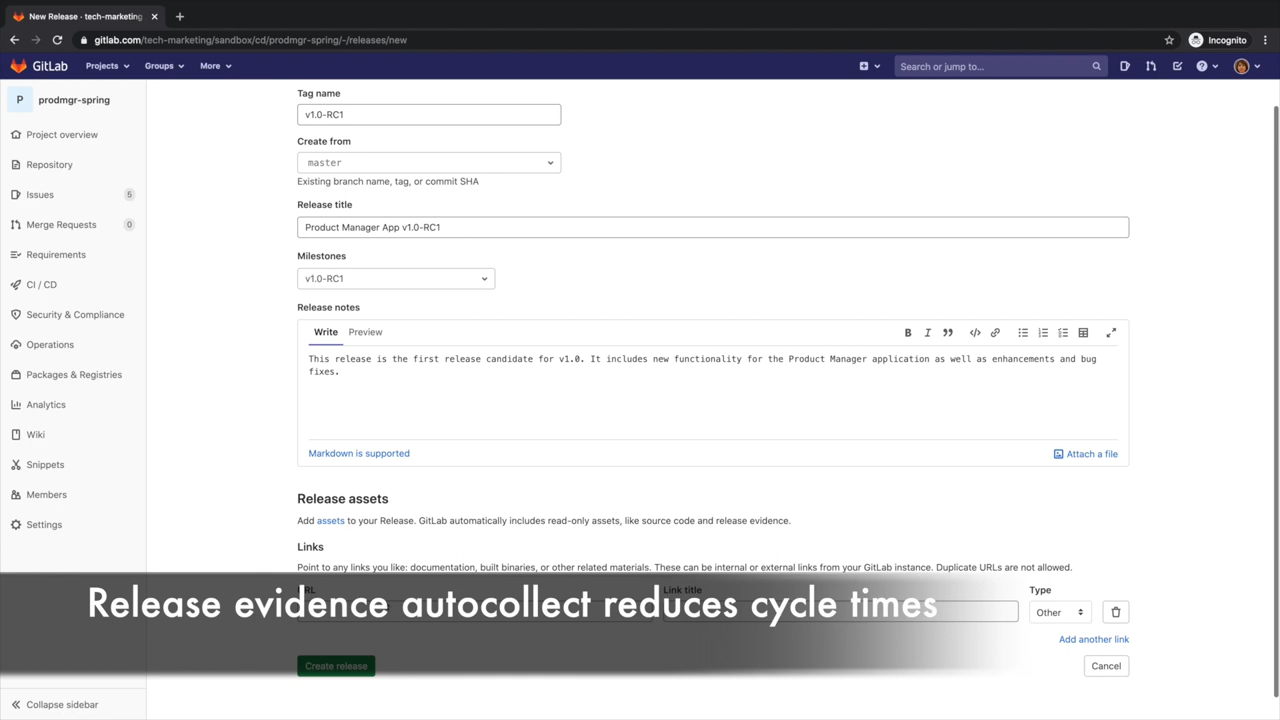 New Release · tech-marketing
gitlab.com/tech-marketing/sandbox/cd/prodmgr-spring/-/releases/new
Incognito
GitLab
Projects
Groups
More
Search or jump to...
P
prodmgr-spring
Project overview
Repository
Issues
5
Merge Requests
0
Requirements
CI / CD
Security & Compliance
Operations
Packages & Registries
Analytics
Wiki
Snippets
Members
Settings
Collapse sidebar
Tag name
v1.0-RC1
Create from
master
Existing branch name, tag, or commit SHA
Release title
Product Manager App v1.0-RC1
Milestones
v1.0-RC1
Release notes
Write
Preview
B
I
This release is the first release candidate for v1.0. It includes new functionality for the Product Manager application as well as enhancements and bug
fixes.
Markdown is supported
Attach a file
Release assets
Add assets to your Release. GitLab automatically includes read-only assets, like source code and release evidence.
Links
Point to any links you like: documentation, built binaries, or other related materials. These can be internal or external links from your GitLab instance. Duplicate URLs are not allowed.
URL
Link title
Type
Release evidence autocollect reduces cycle times
Other
Add another link
Create release
Cancel